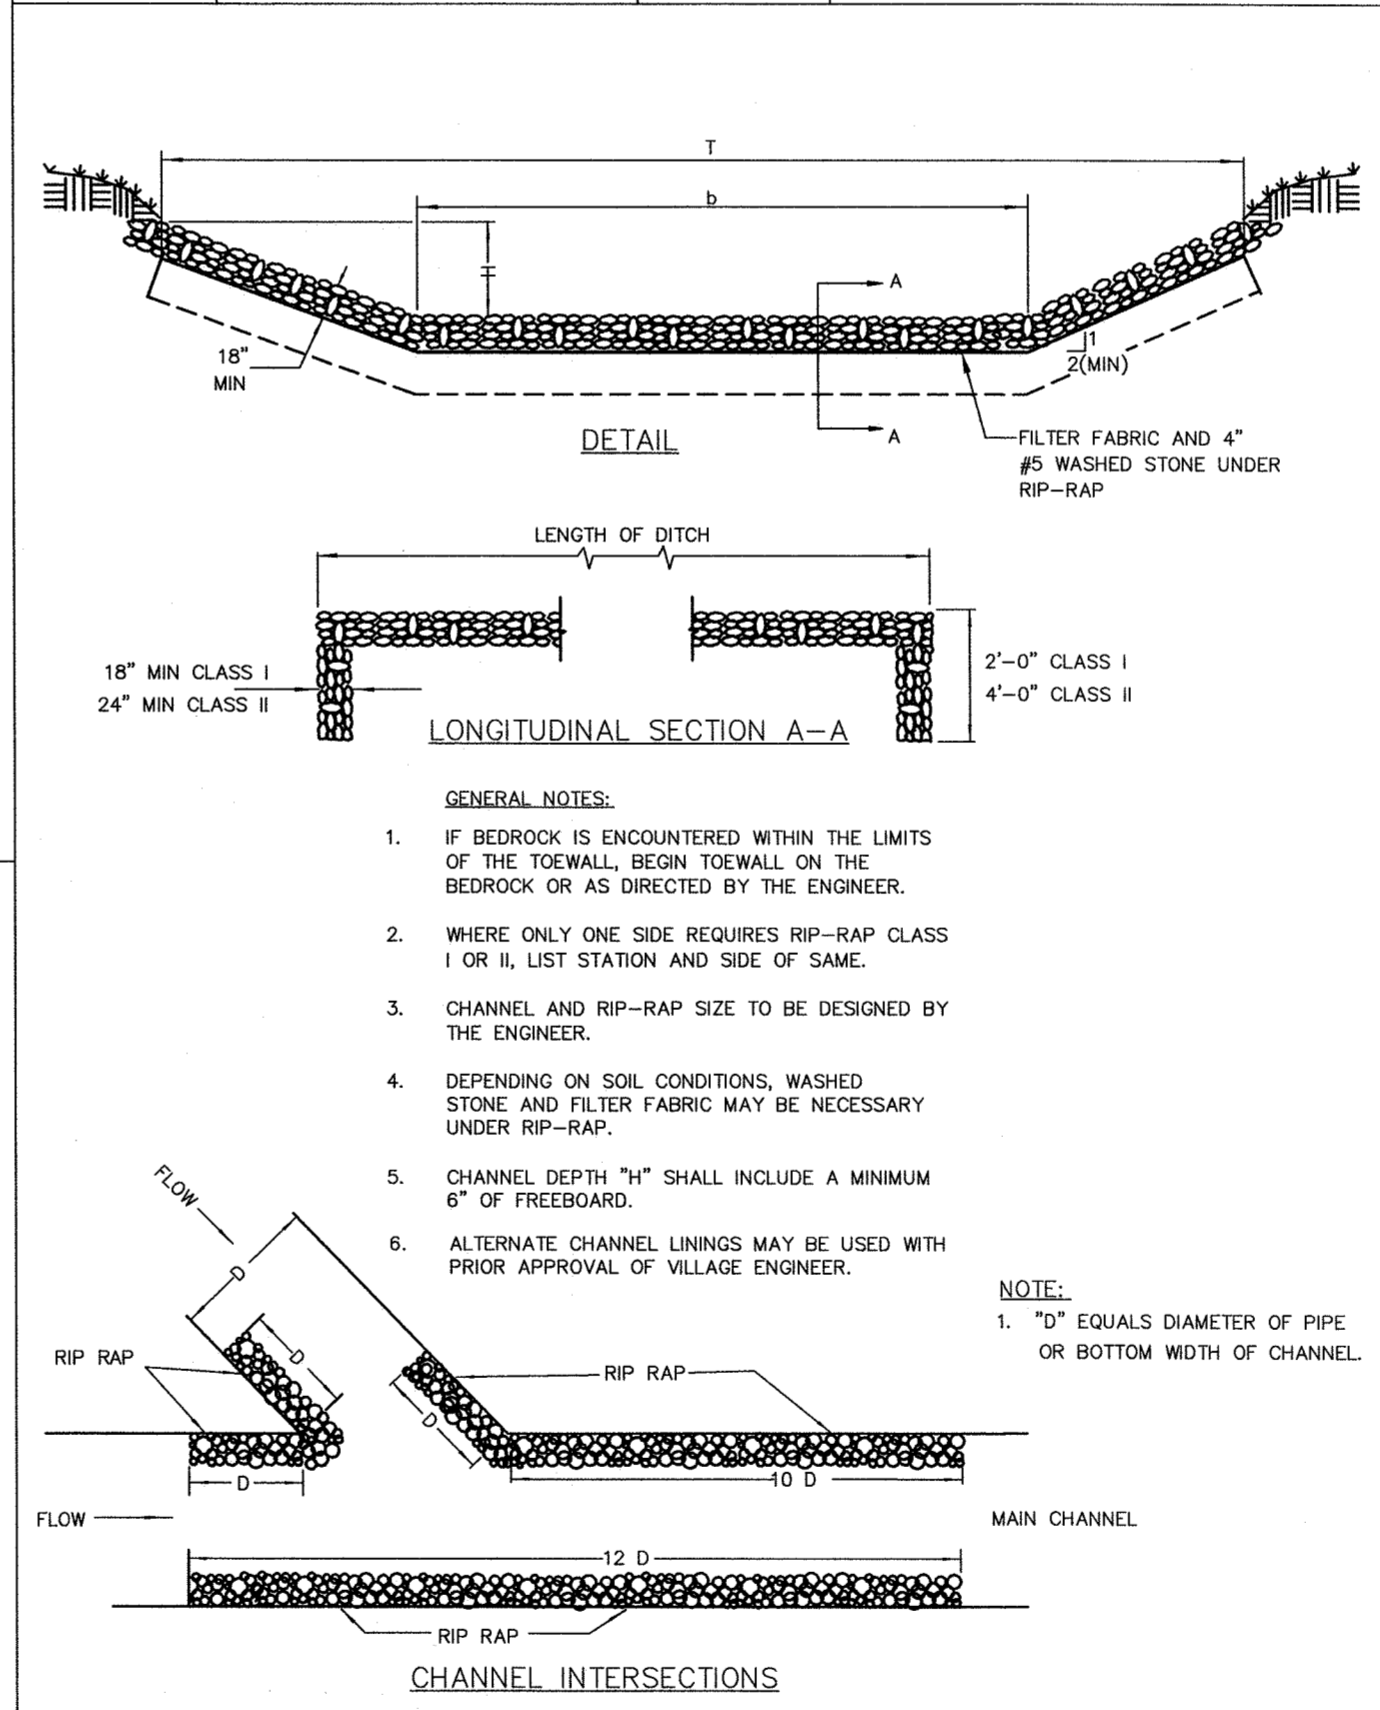 T
b
H
A
1
2(MIN)
18"
MIN
A
DETAIL
FILTER FABRIC AND 4"
#5 WASHED STONE UNDER
RIP-RAP
LENGTH OF DITCH
18" MIN CLASS I
24" MIN CLASS II
2'-0" CLASS I
4'-0" CLASS II
LONGITUDINAL SECTION A-A
GENERAL NOTES:
1. IF BEDROCK IS ENCOUNTERED WITHIN THE LIMITS
OF THE TOEWALL, BEGIN TOEWALL ON THE
BEDROCK OR AS DIRECTED BY THE ENGINEER.
2. WHERE ONLY ONE SIDE REQUIRES RIP-RAP CLASS
I OR II, LIST STATION AND SIDE OF SAME.
3. CHANNEL AND RIP-RAP SIZE TO BE DESIGNED BY
THE ENGINEER.
4. DEPENDING ON SOIL CONDITIONS, WASHED
STONE AND FILTER FABRIC MAY BE NECESSARY
UNDER RIP-RAP.
5. CHANNEL DEPTH "H" SHALL INCLUDE A MINIMUM
6" OF FREEBOARD.
6. ALTERNATE CHANNEL LININGS MAY BE USED WITH
PRIOR APPROVAL OF VILLAGE ENGINEER.
NOTE:
1. "D" EQUALS DIAMETER OF PIPE
OR BOTTOM WIDTH OF CHANNEL.
FLOW
D
D
RIP RAP
RIP RAP
D
D
10 D
FLOW
MAIN CHANNEL
12 D
RIP RAP
CHANNEL INTERSECTIONS